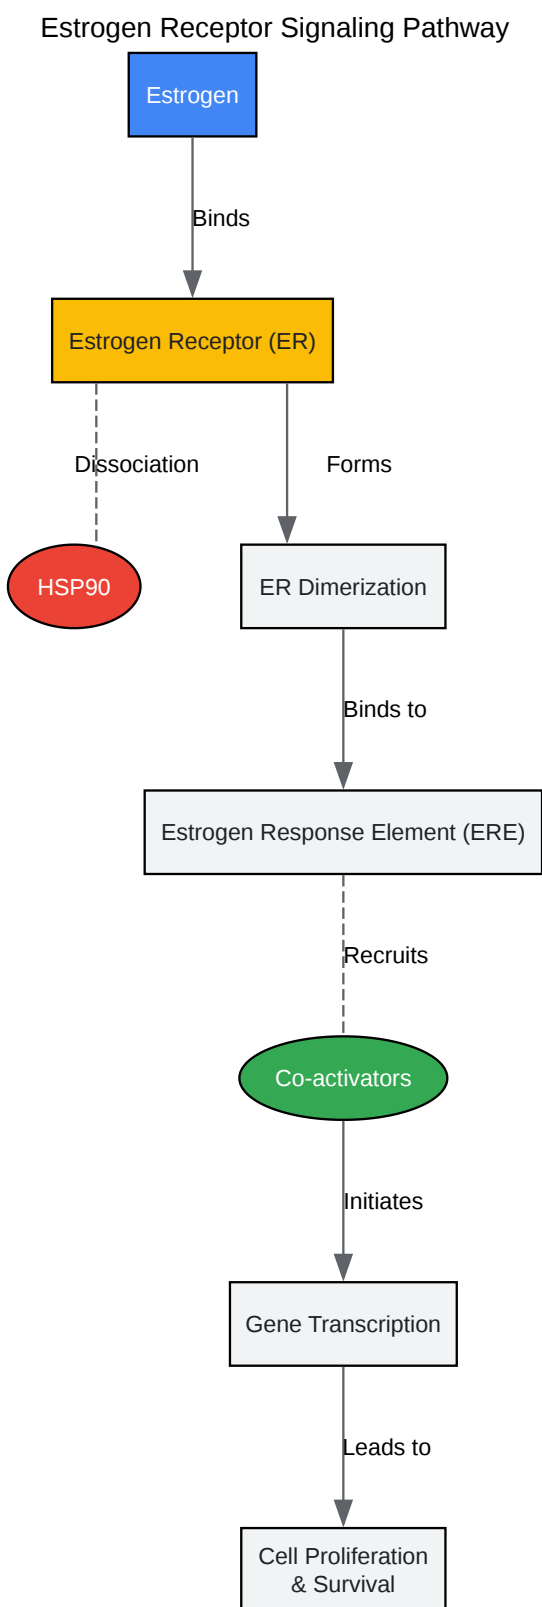 Estrogen Receptor Signaling Pathway
Estrogen
Binds
Estrogen Receptor (ER)
Dissociation
Forms
HSP90
ER Dimerization
Binds to
Estrogen Response Element (ERE)
Recruits
Co-activators
Initiates
Gene Transcription
Leads to
Cell Proliferation
& Survival